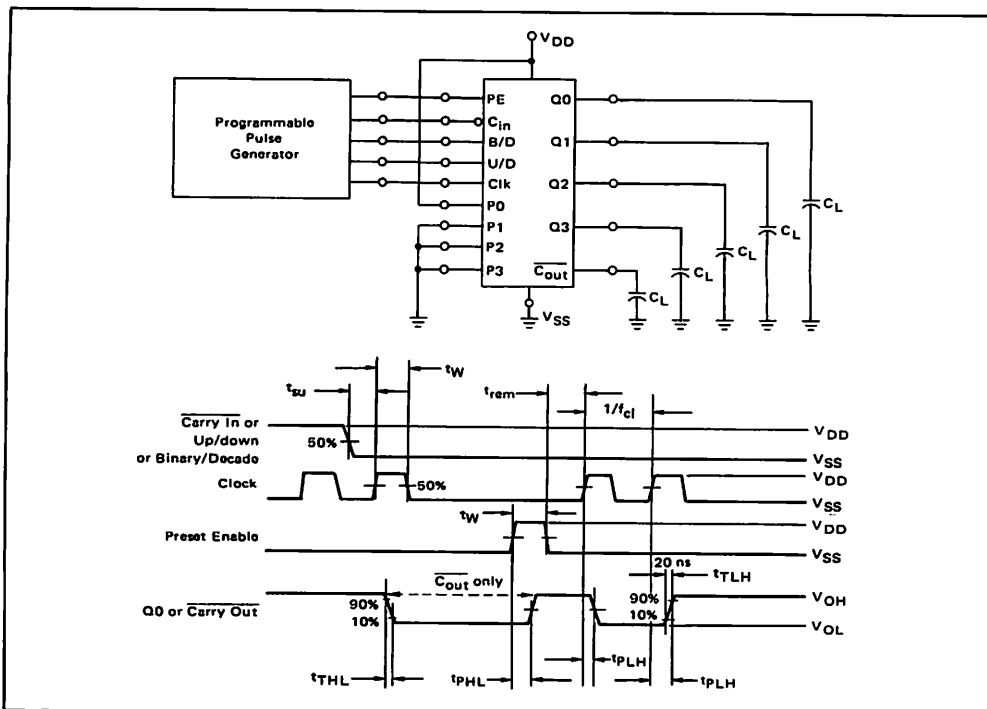 VDD
Programmable
Pulse
Generator
PE
Cin
B/D
U/D
Clk
P0
P1
P2
P3
Q0
Q1
Q2
Q3
Cout
CL
CL
CL
CL
CL
VSS
tsu
tW
trem
1/fcl
Carry In or
Up/down
or Binary/Decade
50%
VDD
VSS
Clock
50%
VDD
VSS
tW
Preset Enable
VDD
VSS
20 ns
tTLH
Cout only
Q0 or Carry Out
90%
10%
90%
10%
VOH
VOL
tTHL
tPHL
tPLH
tPLH